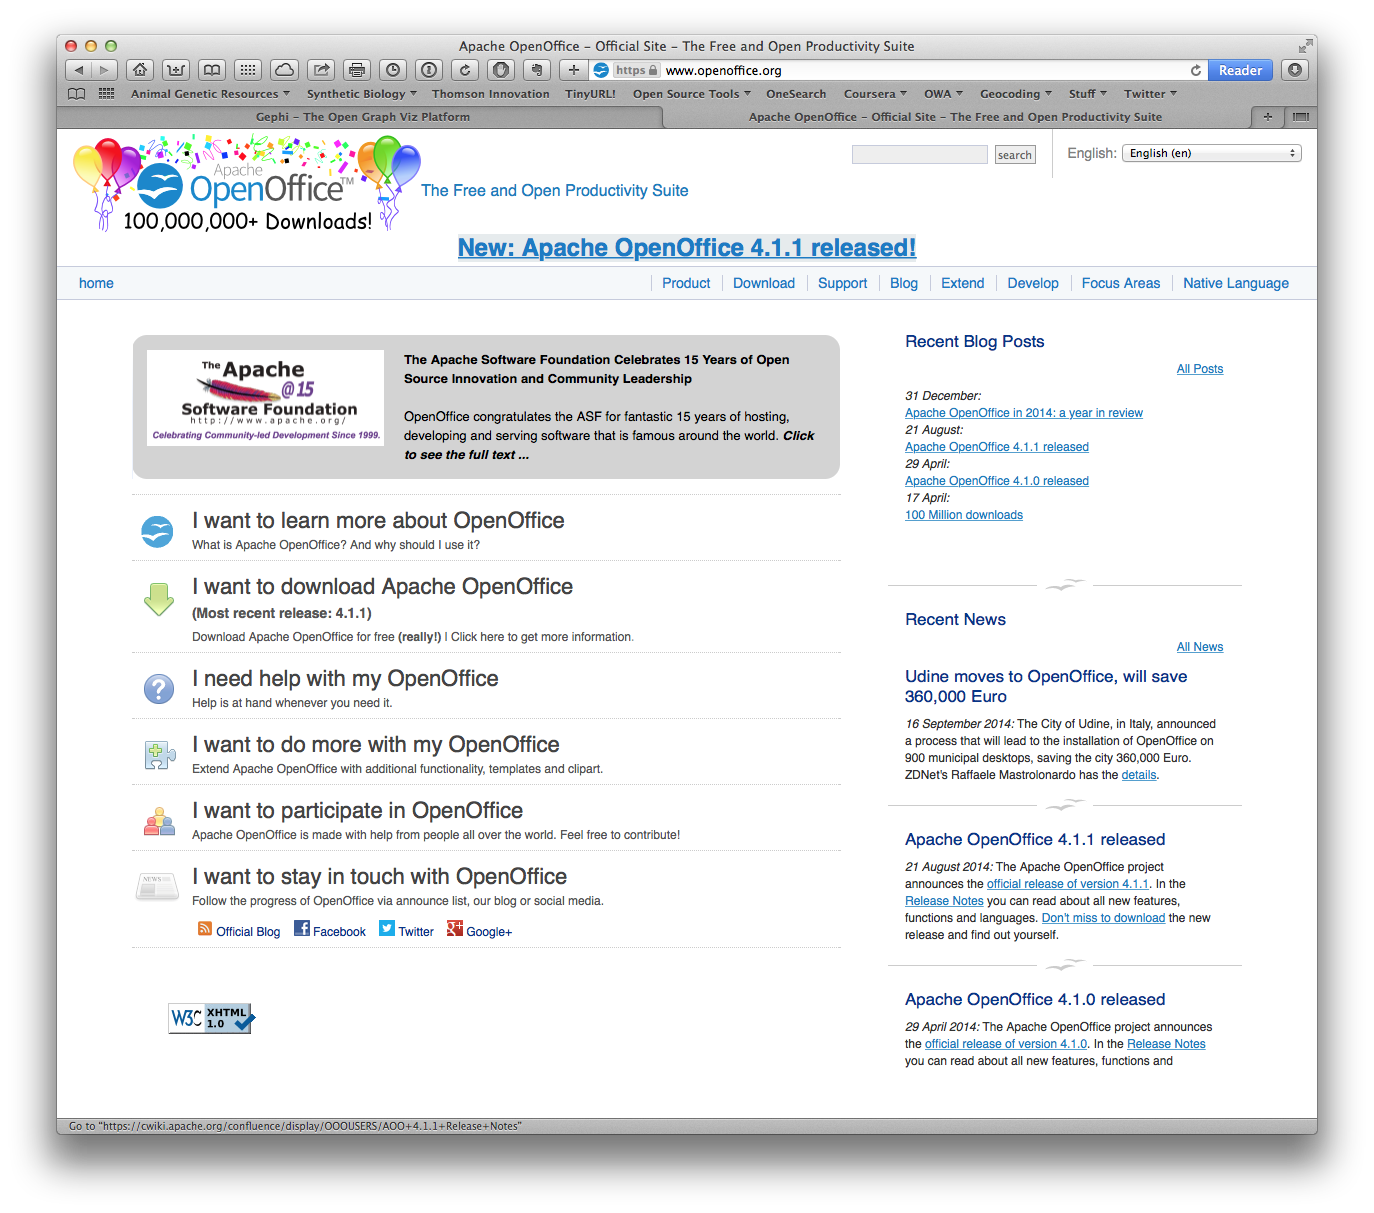 Apache OpenOffice – Official Site – The Free and Open Productivity Suite
https www.openoffice.org Reader
Animal Genetic Resources Synthetic Biology Thomson Innovation TinyURL! Open Source Tools OneSearch Coursera OWA Geocoding Stuff Twitter
Gephi – The Open Graph Viz Platform
Apache OpenOffice – Official Site – The Free and Open Productivity Suite
Apache
OpenOffice™
100,000,000+ Downloads!
The Free and Open Productivity Suite
search
English: English (en)
New: Apache OpenOffice 4.1.1 released!
home
Product Download Support Blog Extend Develop Focus Areas Native Language
The Apache
@15
Software Foundation
http://www.apache.org/
Celebrating Community-led Development Since 1999.
The Apache Software Foundation Celebrates 15 Years of Open
Source Innovation and Community Leadership
OpenOffice congratulates the ASF for fantastic 15 years of hosting,
developing and serving software that is famous around the world. Click
to see the full text ...
I want to learn more about OpenOffice
What is Apache OpenOffice? And why should I use it?
I want to download Apache OpenOffice
(Most recent release: 4.1.1)
Download Apache OpenOffice for free (really!) | Click here to get more information.
I need help with my OpenOffice
Help is at hand whenever you need it.
I want to do more with my OpenOffice
Extend Apache OpenOffice with additional functionality, templates and clipart.
I want to participate in OpenOffice
Apache OpenOffice is made with help from people all over the world. Feel free to contribute!
NEWS
I want to stay in touch with OpenOffice
Follow the progress of OpenOffice via announce list, our blog or social media.
Official Blog Facebook Twitter Google+
W3C XHTML
1.0
Recent Blog Posts
All Posts
31 December:
Apache OpenOffice in 2014: a year in review
21 August:
Apache OpenOffice 4.1.1 released
29 April:
Apache OpenOffice 4.1.0 released
17 April:
100 Million downloads
Recent News
All News
Udine moves to OpenOffice, will save
360,000 Euro
16 September 2014: The City of Udine, in Italy, announced
a process that will lead to the installation of OpenOffice on
900 municipal desktops, saving the city 360,000 Euro.
ZDNet's Raffaele Mastrolonardo has the details.
Apache OpenOffice 4.1.1 released
21 August 2014: The Apache OpenOffice project
announces the official release of version 4.1.1. In the
Release Notes you can read about all new features,
functions and languages. Don't miss to download the new
release and find out yourself.
Apache OpenOffice 4.1.0 released
29 April 2014: The Apache OpenOffice project announces
the official release of version 4.1.0. In the Release Notes
you can read about all new features, functions and
Go to "https://cwiki.apache.org/confluence/display/OOOUSERS/AOO+4.1.1+Release+Notes"